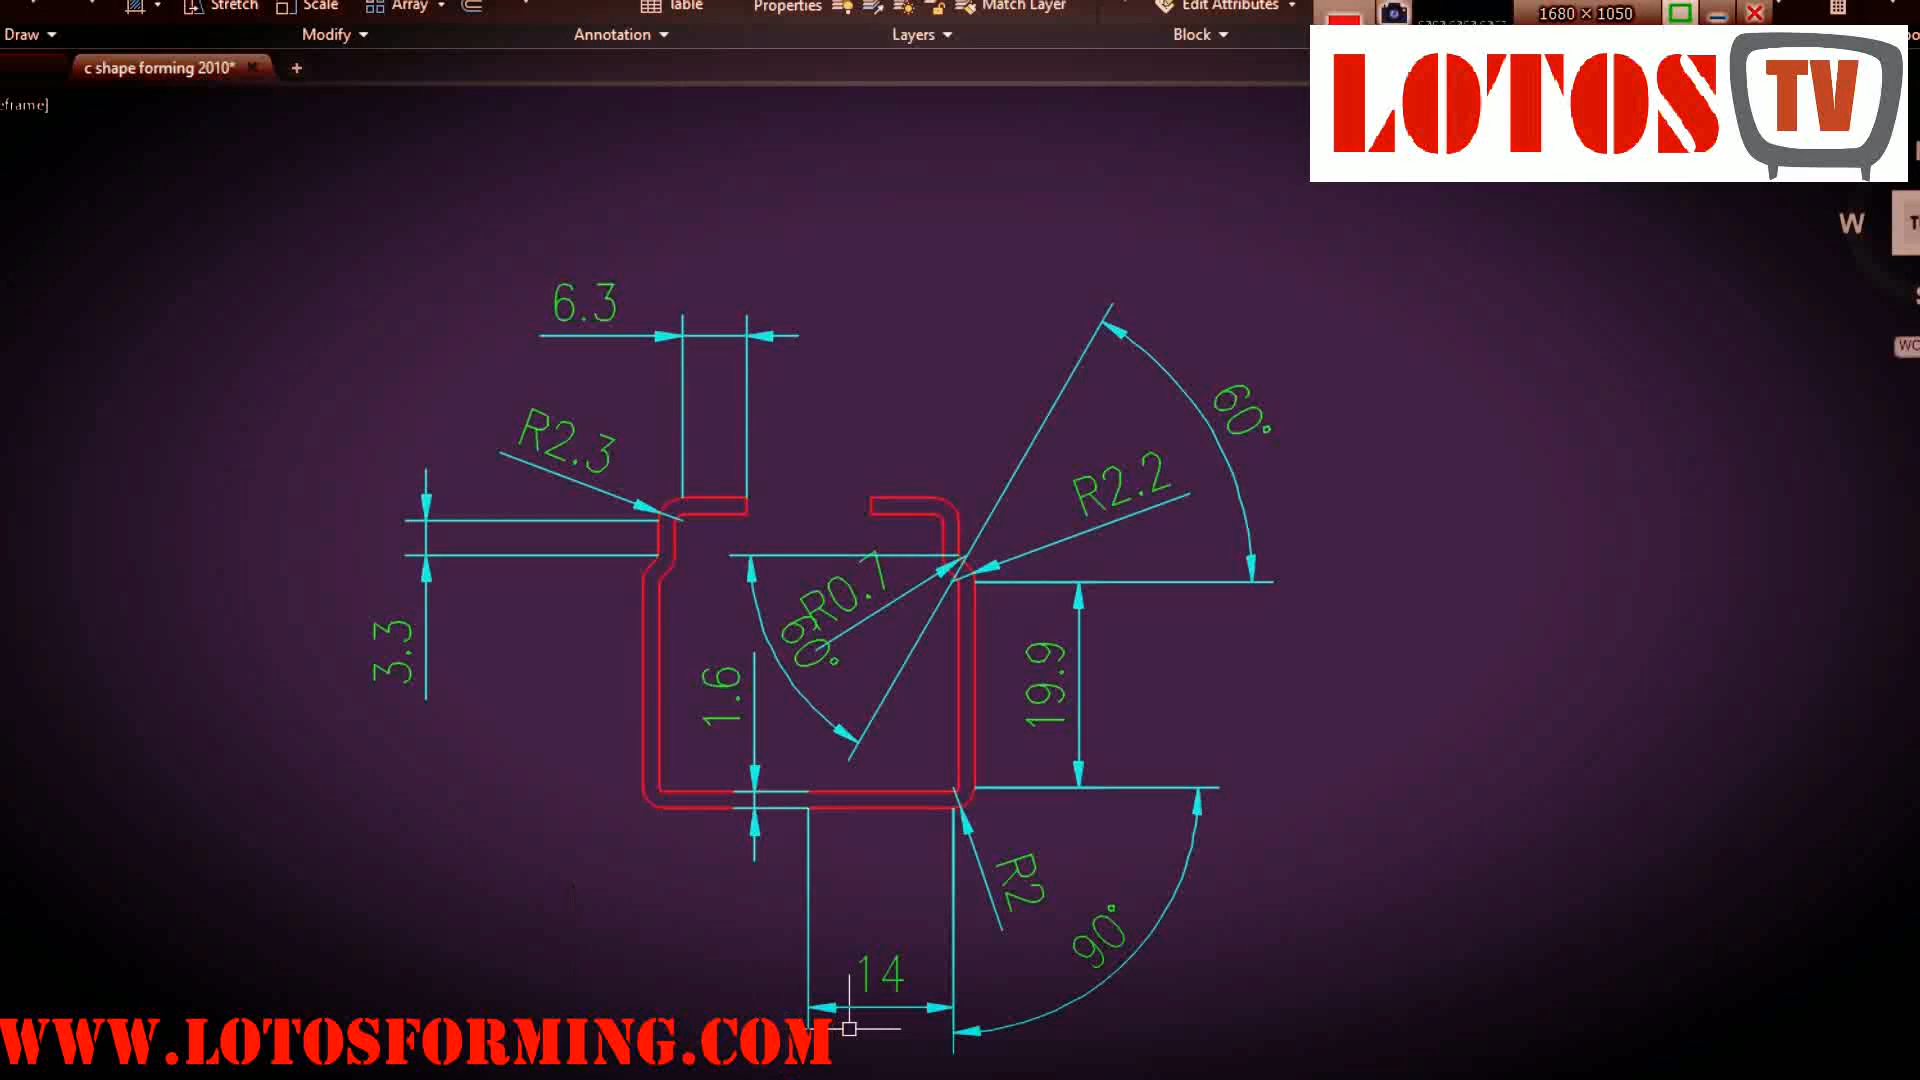 Stretch
Scale
Array
Table
Properties
Match Layer
Edit Attributes
1680 × 1050
Draw
Modify
Annotation
Layers
Block
c shape forming 2010*
+
LOTOS TV
W
6.3
R2.3
60°
R2.2
R0.7
60°
3.3
1.6
19.9
R2
90°
14
WWW.LOTOSFORMING.COM